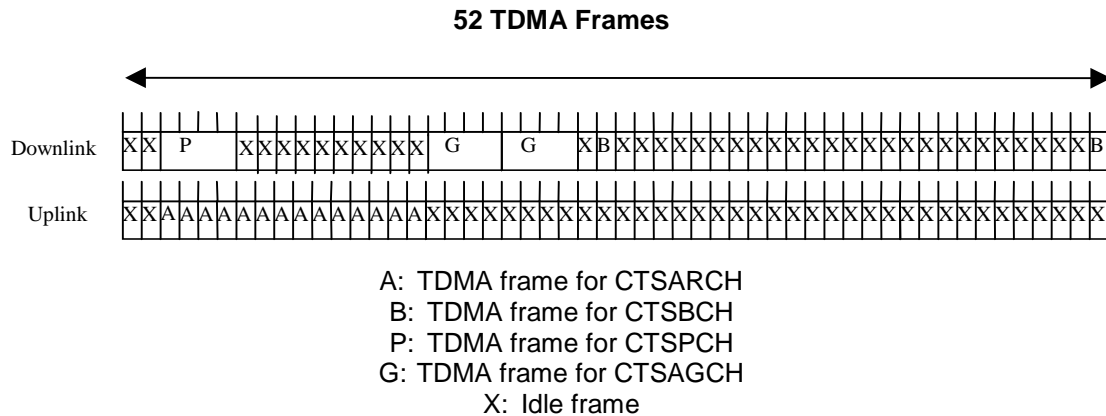 52 TDMA Frames
Downlink X X P X X X X X X X X X X G G X B X X X X X X X X X X X X X X X X X X X X X X X X X B
Uplink X X A A A A A A A A A A A A A A X X X X X X X X X X X X X X X X X X X X X X X X X X X X X X X X X X X X
A: TDMA frame for CTSARCH
B: TDMA frame for CTSBCH
P: TDMA frame for CTSPCH
G: TDMA frame for CTSAGCH
X: Idle frame